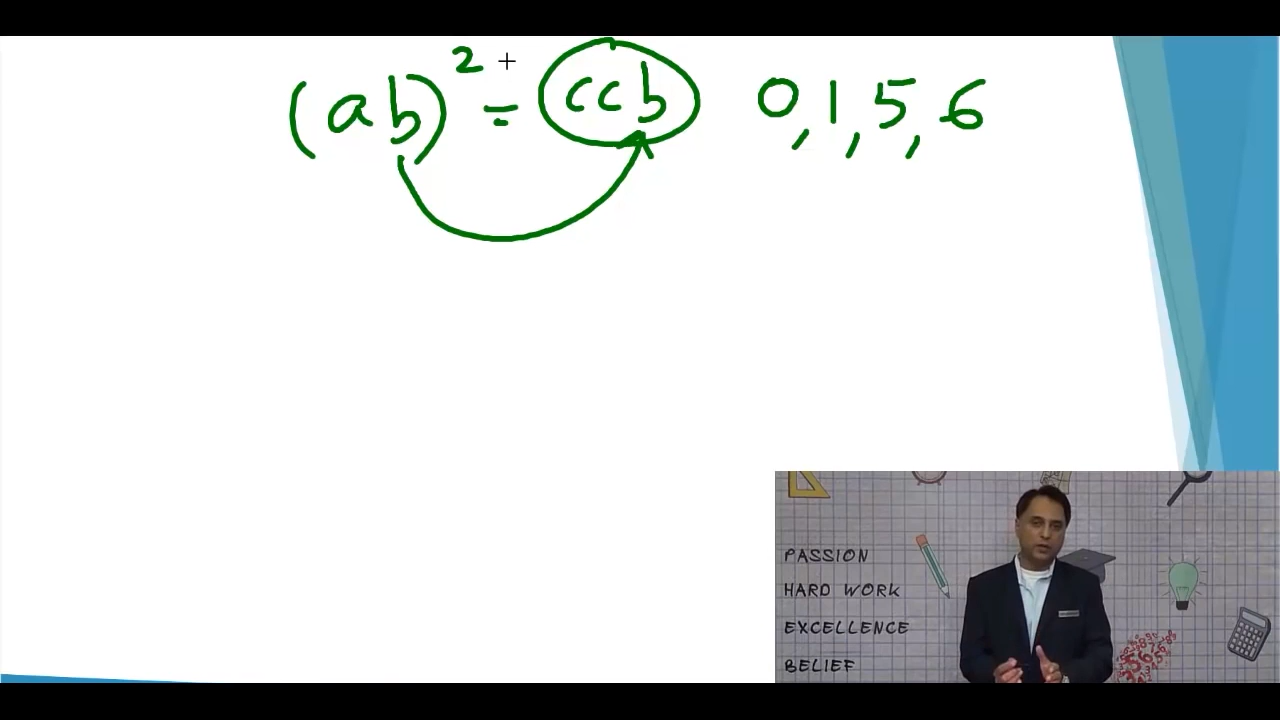 (ab)² = ccb 0, 1, 5, 6
PASSION
HARD WORK
EXCELLENCE
BELIEF